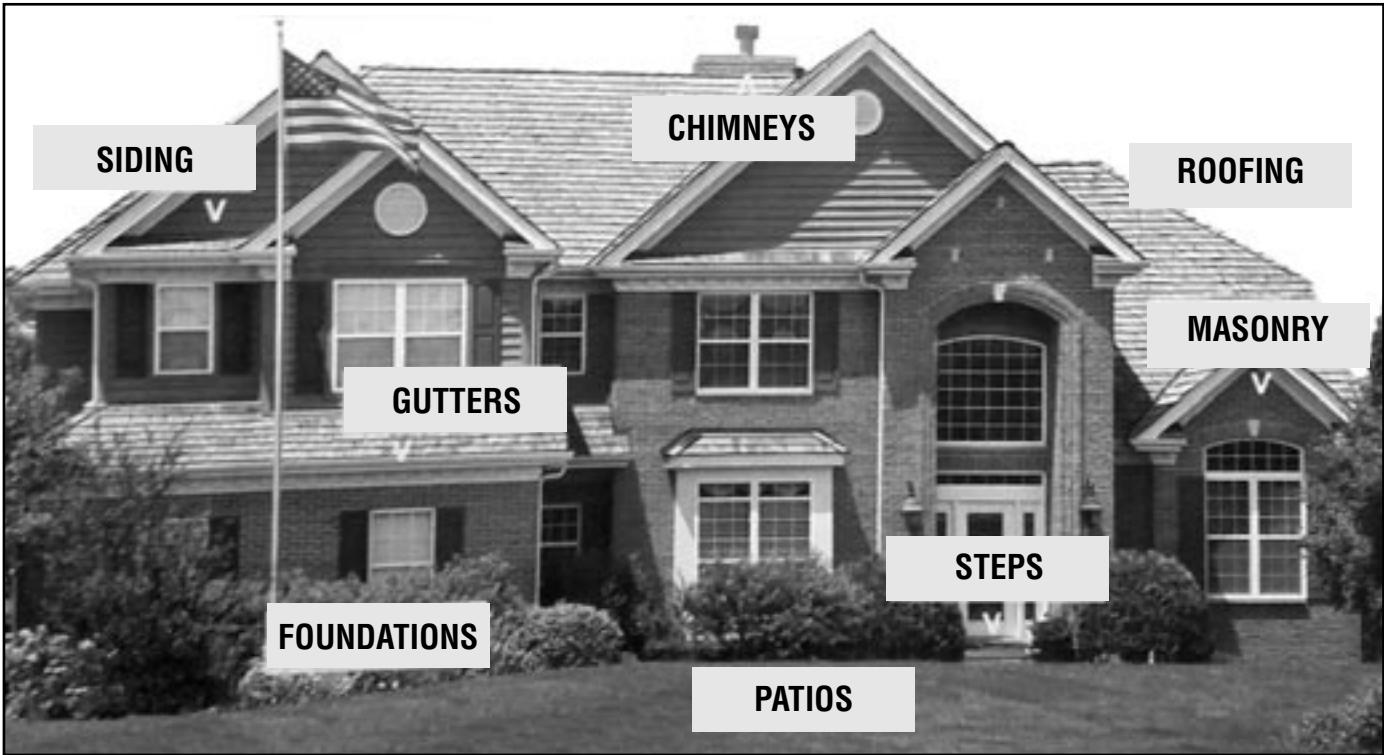 CHIMNEYS
SIDING
ROOFING
MASONRY
GUTTERS
STEPS
FOUNDATIONS
PATIOS